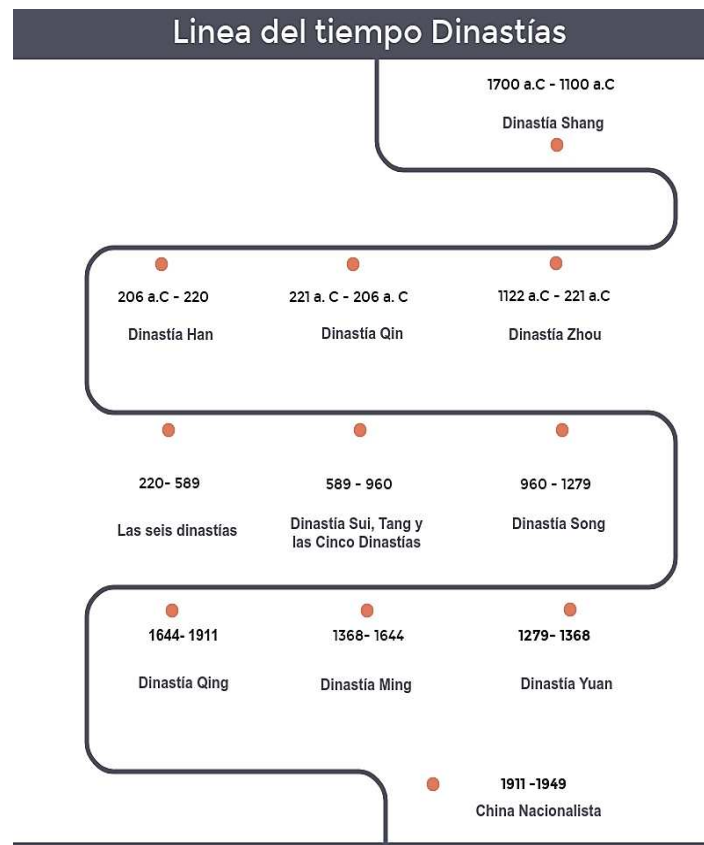 Linea del tiempo Dinastías
1700 a.C - 1100 a.C
Dinastía Shang
1122 a.C - 221 a.C
Dinastía Zhou
221 a. C - 206 a. C
Dinastía Qin
206 a.C - 220
Dinastía Han
220- 589
Las seis dinastías
589 - 960
Dinastía Sui, Tang y
las Cinco Dinastías
960 - 1279
Dinastía Song
1279- 1368
Dinastía Yuan
1368- 1644
Dinastía Ming
1644- 1911
Dinastía Qing
1911 -1949
China Nacionalista